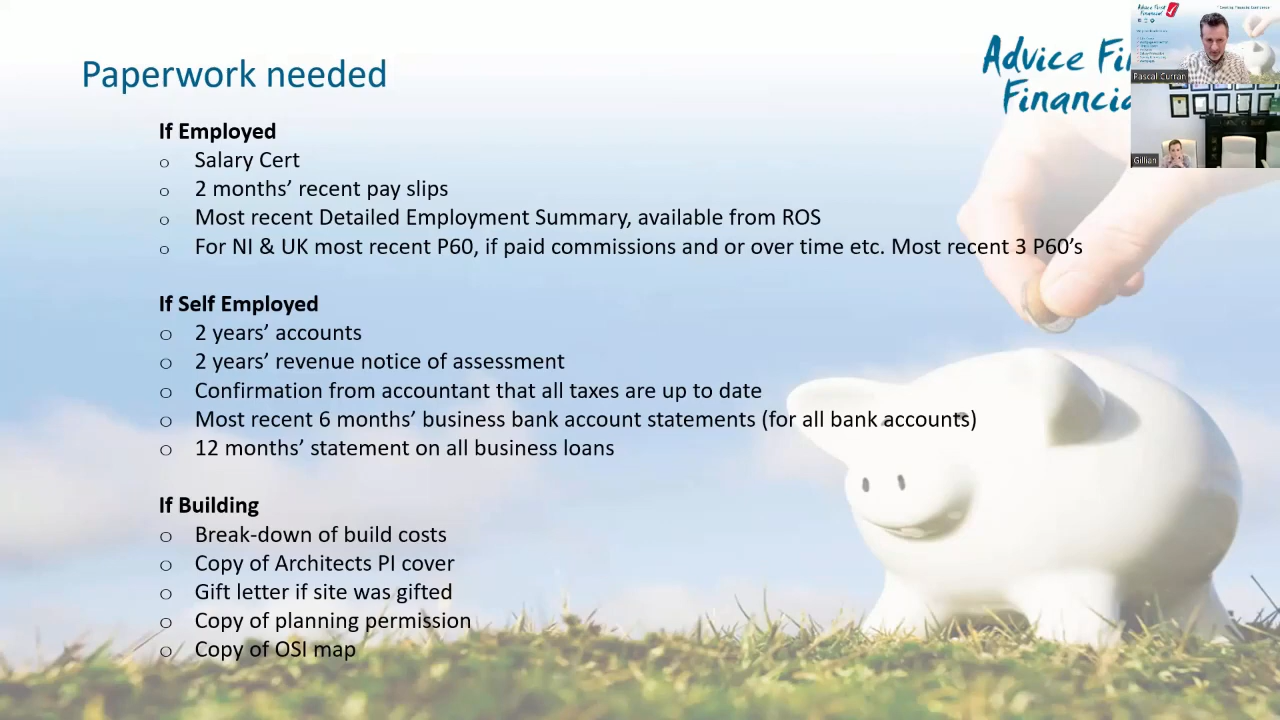 Paperwork needed
Advice Fi
Financia
Advice First
Financial
Pascal Curran
Gillian
If Employed
o Salary Cert
o 2 months’ recent pay slips
o Most recent Detailed Employment Summary, available from ROS
o For NI & UK most recent P60, if paid commissions and or over time etc. Most recent 3 P60’s
If Self Employed
o 2 years’ accounts
o 2 years’ revenue notice of assessment
o Confirmation from accountant that all taxes are up to date
o Most recent 6 months’ business bank account statements (for all bank accounts)
o 12 months’ statement on all business loans
If Building
o Break-down of build costs
o Copy of Architects PI cover
o Gift letter if site was gifted
o Copy of planning permission
o Copy of OSI map